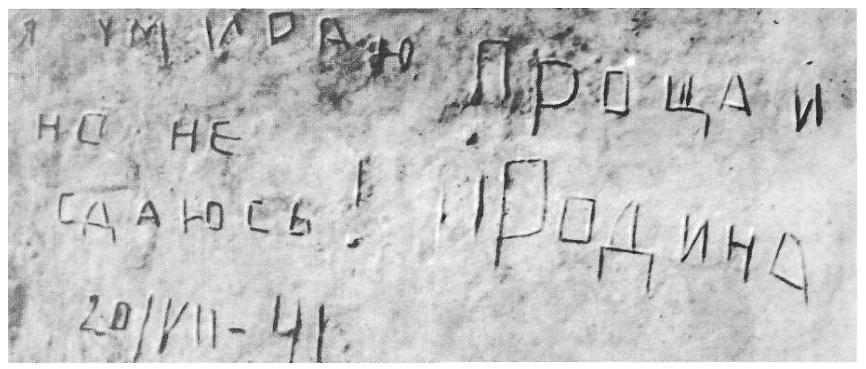 Я УМИРАЮ
НО НЕ
СДАЮСЬ!
20/VII-41
ПРОЩАЙ
РОДИНА